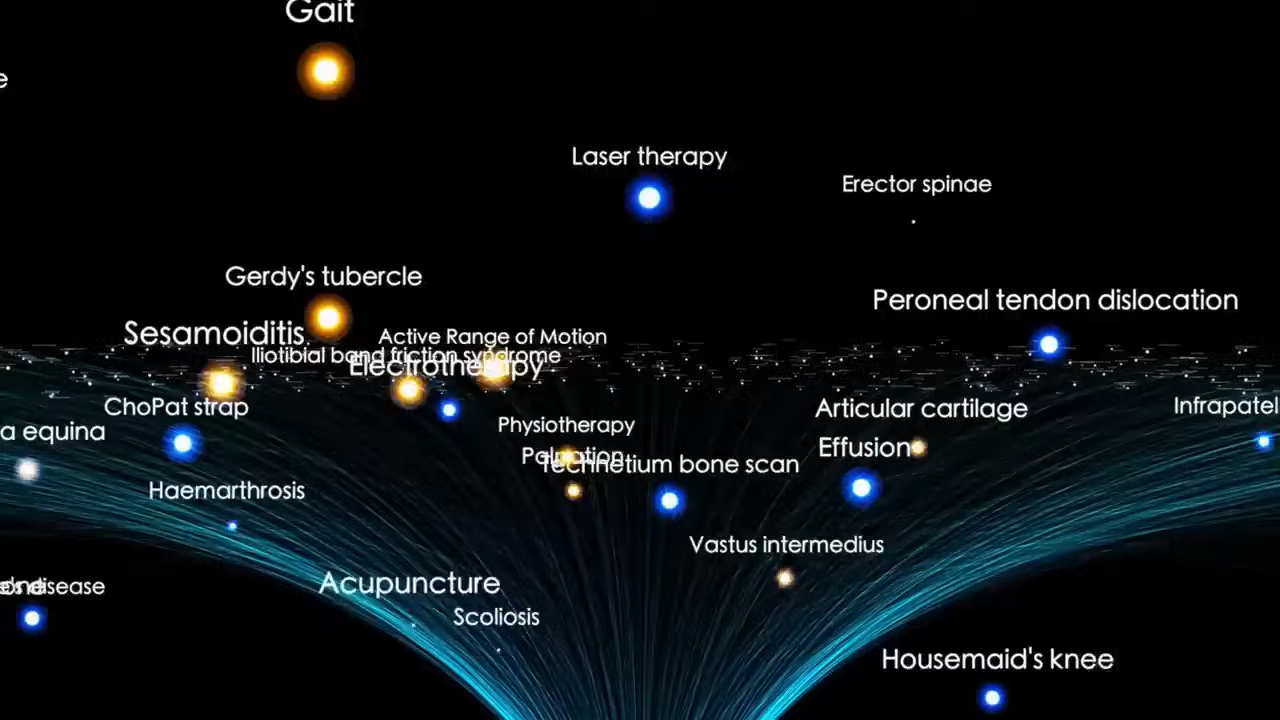 Gait
Laser therapy
Erector spinae
Gerdy's tubercle
Peroneal tendon dislocation
Sesamoiditis
Active Range of Motion
Iliotibial band friction syndrome
Electrotherapy
ChoPat strap
Articular cartilage
Infrapatel
a equina
Physiotherapy
Effusion
Palpation
Technetium bone scan
Haemarthrosis
Vastus intermedius
disease
Acupuncture
Scoliosis
Housemaid's knee